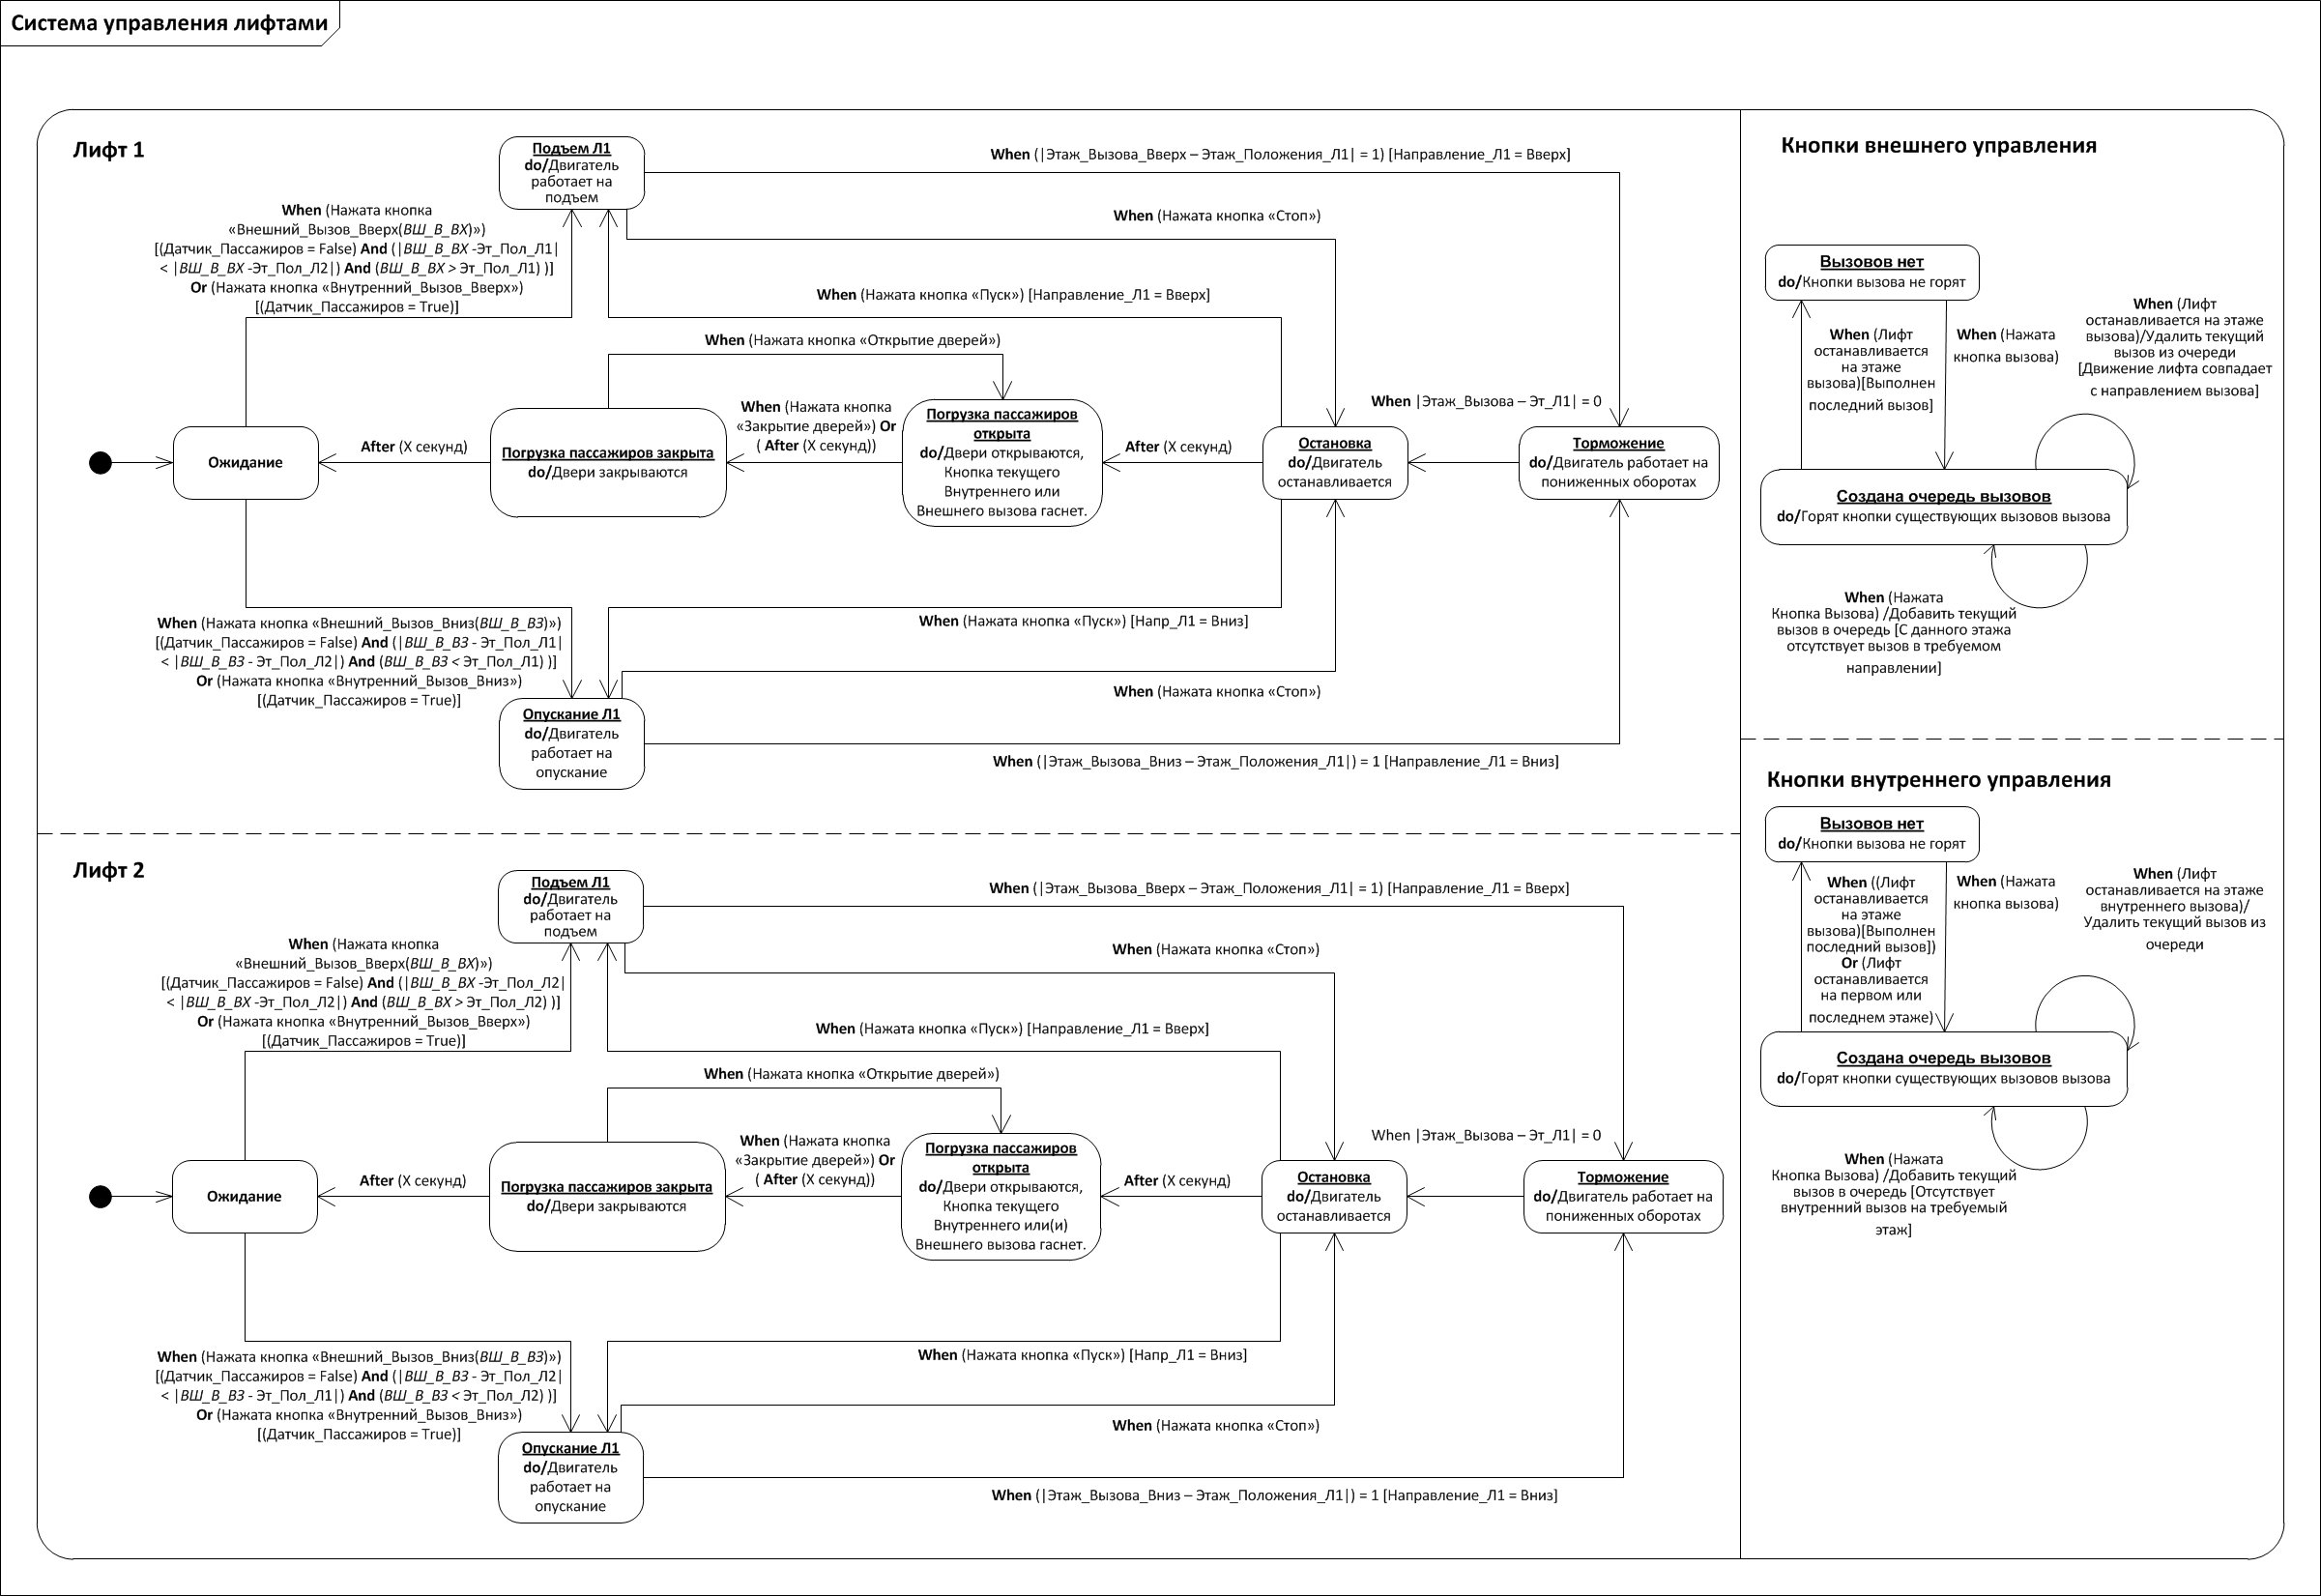 Система управления лифтами
Лифт 1
Подъем Л1
do/Двигатель
работает на
подъем
When (|Этаж_Вызова_Вверх – Этаж_Положения_Л1| = 1) [Направление_Л1 = Вверх]
When (Нажата кнопка «Стоп»)
When (Нажата кнопка
«Внешний_Вызов_Вверх(ВШ_В_ВХ)»)
[(Датчик_Пассажиров = False) And (|ВШ_В_ВХ -Эт_Пол_Л1|
< |ВШ_В_ВХ -Эт_Пол_Л2|) And (ВШ_В_ВХ > Эт_Пол_Л1) )]
Or (Нажата кнопка «Внутренний_Вызов_Вверх»)
[(Датчик_Пассажиров = True)]
When (Нажата кнопка «Пуск») [Направление_Л1 = Вверх]
When (Нажата кнопка «Открытие дверей»)
Ожидание
After (X секунд)
Погрузка пассажиров закрыта
do/Двери закрываются
When (Нажата кнопка
«Закрытие дверей») Or
( After (X секунд))
Погрузка пассажиров
открыта
do/Двери открываются,
Кнопка текущего
Внутреннего или
Внешнего вызова гаснет.
After (X секунд)
Остановка
do/Двигатель
останавливается
When |Этаж_Вызова – Эт_Л1| = 0
Торможение
do/Двигатель работает на
пониженных оборотах
When (Нажата кнопка «Внешний_Вызов_Вниз(ВШ_В_ВЗ)»)
[(Датчик_Пассажиров = False) And (|ВШ_В_ВЗ - Эт_Пол_Л1|
< |ВШ_В_ВЗ - Эт_Пол_Л2|) And (ВШ_В_ВЗ < Эт_Пол_Л1) )]
Or (Нажата кнопка «Внутренний_Вызов_Вниз»)
[(Датчик_Пассажиров = True)]
When (Нажата кнопка «Пуск») [Напр_Л1 = Вниз]
When (Нажата кнопка «Стоп»)
Опускание Л1
do/Двигатель
работает на
опускание
When (|Этаж_Вызова_Вниз – Этаж_Положения_Л1|) = 1 [Направление_Л1 = Вниз]
Лифт 2
Подъем Л1
do/Двигатель
работает на
подъем
When (|Этаж_Вызова_Вверх – Этаж_Положения_Л1| = 1) [Направление_Л1 = Вверх]
When (Нажата кнопка «Стоп»)
When (Нажата кнопка
«Внешний_Вызов_Вверх(ВШ_В_ВХ)»)
[(Датчик_Пассажиров = False) And (|ВШ_В_ВХ -Эт_Пол_Л2|
< |ВШ_В_ВХ -Эт_Пол_Л2|) And (ВШ_В_ВХ > Эт_Пол_Л2) )]
Or (Нажата кнопка «Внутренний_Вызов_Вверх»)
[(Датчик_Пассажиров = True)]
When (Нажата кнопка «Пуск») [Направление_Л1 = Вверх]
When (Нажата кнопка «Открытие дверей»)
Ожидание
After (X секунд)
Погрузка пассажиров закрыта
do/Двери закрываются
When (Нажата кнопка
«Закрытие дверей») Or
( After (X секунд))
Погрузка пассажиров
открыта
do/Двери открываются,
Кнопка текущего
Внутреннего или(и)
Внешнего вызова гаснет.
After (X секунд)
Остановка
do/Двигатель
останавливается
When |Этаж_Вызова – Эт_Л1| = 0
Торможение
do/Двигатель работает на
пониженных оборотах
When (Нажата кнопка «Внешний_Вызов_Вниз(ВШ_В_ВЗ)»)
[(Датчик_Пассажиров = False) And (|ВШ_В_ВЗ - Эт_Пол_Л2|
< |ВШ_В_ВЗ - Эт_Пол_Л1|) And (ВШ_В_ВЗ < Эт_Пол_Л2) )]
Or (Нажата кнопка «Внутренний_Вызов_Вниз»)
[(Датчик_Пассажиров = True)]
When (Нажата кнопка «Пуск») [Напр_Л1 = Вниз]
When (Нажата кнопка «Стоп»)
Опускание Л1
do/Двигатель
работает на
опускание
When (|Этаж_Вызова_Вниз – Этаж_Положения_Л1|) = 1 [Направление_Л1 = Вниз]
Кнопки внешнего управления
Вызовов нет
do/Кнопки вызова не горят
When (Лифт
останавливается
на этаже
вызова)[Выполнен
последний вызов]
When (Нажата
кнопка вызова)
When (Лифт
останавливается на этаже
вызова)/Удалить текущий
вызов из очереди
[Движение лифта совпадает
с направлением вызова]
Создана очередь вызовов
do/Горят кнопки существующих вызовов вызова
When (Нажата
Кнопка Вызова) /Добавить текущий
вызов в очередь [С данного этажа
отсутствует вызов в требуемом
направлении]
Кнопки внутреннего управления
Вызовов нет
do/Кнопки вызова не горят
When ((Лифт
останавливается
на этаже
вызова)[Выполнен
последний вызов])
Or (Лифт
останавливается
на первом или
последнем этаже)
When (Нажата
кнопка вызова)
When (Лифт
останавливается на этаже
внутреннего вызова)/
Удалить текущий вызов из
очереди
Создана очередь вызовов
do/Горят кнопки существующих вызовов вызова
When (Нажата
Кнопка Вызова) /Добавить текущий
вызов в очередь [Отсутствует
внутренний вызов на требуемый
этаж]